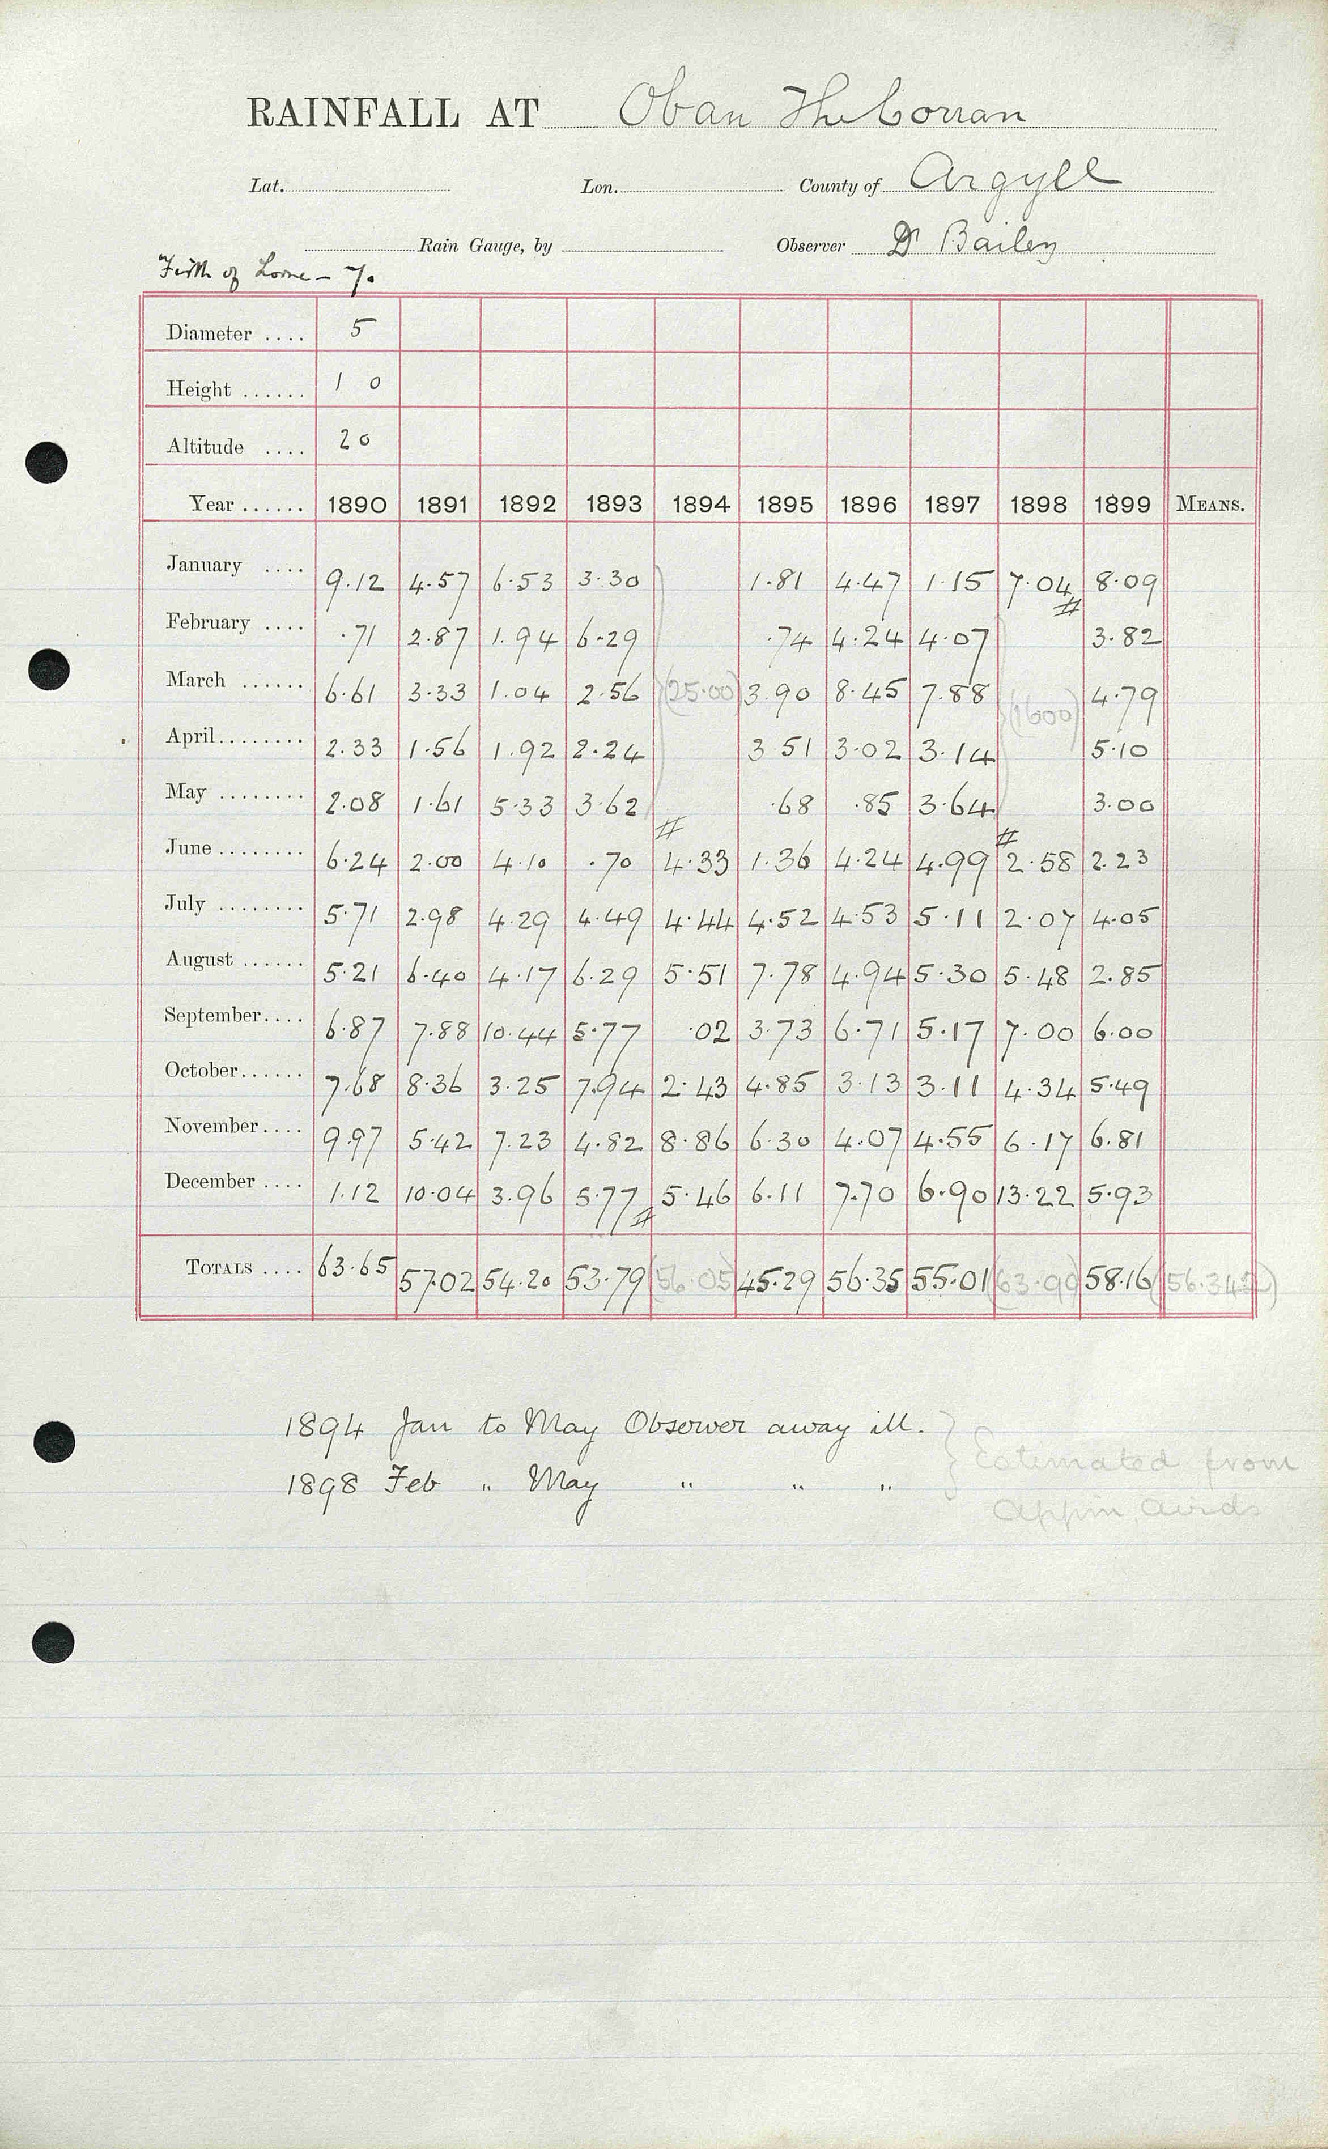 RAINFALL AT Oban The Corran
Lat. Lon. County of Argyll
Rain Gauge, by Observer Dr Bailey
Firth of Lorne – 7.
Diameter .... 5
Height ...... 1 0
Altitude .... 20
Year ...... 1890 1891 1892 1893 1894 1895 1896 1897 1898 1899 MEANS.
January .... 9.12 4.57 6.53 3.30 1.81 4.47 1.15 7.04 # 8.09
February .... .71 2.87 1.94 6.29 .74 4.24 4.07 3.82
March ...... 6.61 3.33 1.04 2.56 (25.00) 3.90 8.45 7.88 (1600) 4.79
April........ 2.33 1.56 1.92 2.24 3 51 3.02 3.14 5.10
May ........ 2.08 1.61 5.33 3.62 # .68 .85 3.64 # 3.00
June ........ 6.24 2.00 4.10 .70 4.33 1.36 4.24 4.99 2.58 2.23
July ........ 5.71 2.98 4.29 4.49 4.44 4.52 4.53 5.11 2.07 4.05
August ...... 5.21 6.40 4.17 6.29 5.51 7.78 4.94 5.30 5.48 2.85
September.... 6.87 7.88 10.44 5.77 .02 3.73 6.71 5.17 7.00 6.00
October...... 7.68 8.36 3.25 7.94 2.43 4.85 3.13 3.11 4.34 5.49
November.... 9.97 5.42 7.23 4.82 8.86 6.30 4.07 4.55 6.17 6.81
December .... 1.12 10.04 3.96 5.77 # 5.46 6.11 7.70 6.90 13.22 5.93
TOTALS .... 63.65 57.02 54.20 53.79 (56.05) 45.29 56.35 55.01 (63.90) 58.16 (56.342)
1894 Jan to May Observer away ill.
1898 Feb " May " " "
Estimated from
Appin, Airds